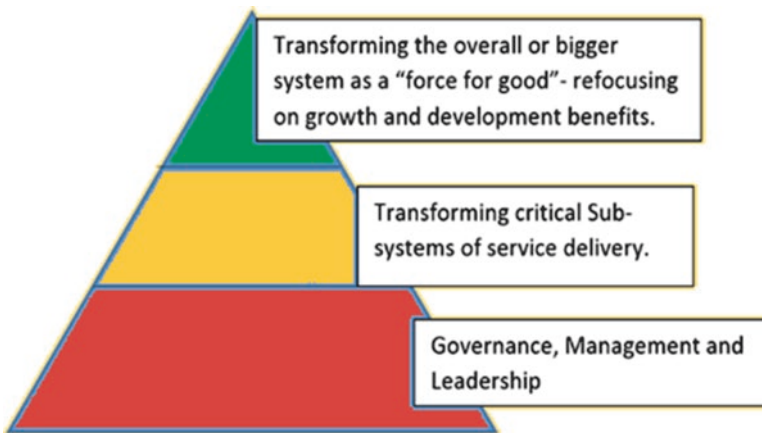 Transforming the overall or bigger
system as a “force for good”- refocusing
on growth and development benefits.
Transforming critical Sub-
systems of service delivery.
Governance, Management and
Leadership